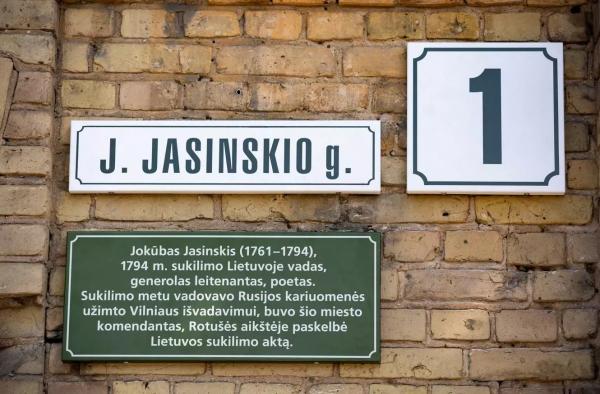 J. JASINSKIO g.
1
Jokūbas Jasinskis (1761–1794),
1794 m. sukilimo Lietuvoje vadas,
generolas leitenantas, poetas.
Sukilimo metu vadovavo Rusijos kariuomenės
užimto Vilniaus išvadavimui, buvo šio miesto
komendantas, Rotušės aikštėje paskelbė
Lietuvos sukilimo aktą.